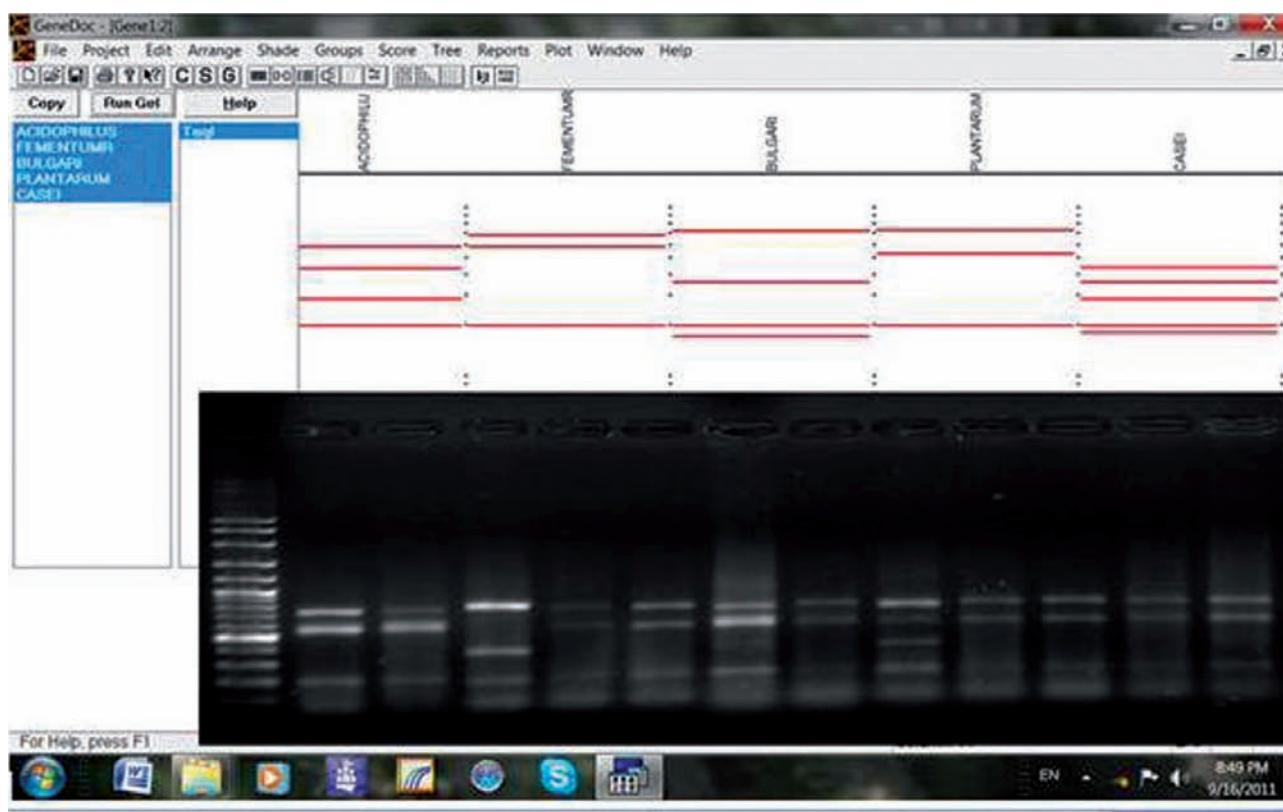 GeneDoc - [Gene1:2]
File Project Edit Arrange Shade Groups Score Tree Reports Plot Window Help
C S G
Copy Run Gel Help
ACIDOPHILUS
FEMENTUMR
BULGARI
PLANTARUM
CASEI
TaqI
ACIDOPHILU
FEMENTUMR
BULGARI
PLANTARUM
CASEI
For Help, press F1
EN
8:49 PM
9/16/2011